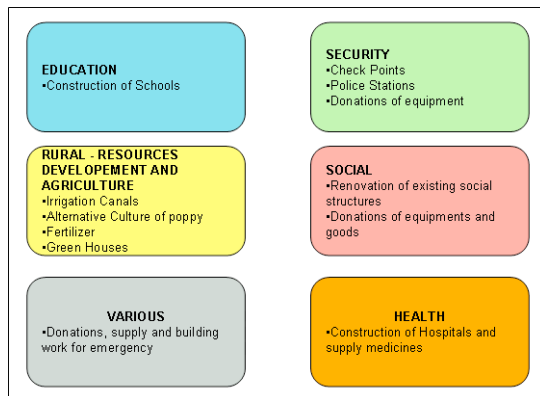 EDUCATION
▪Construction of Schools
SECURITY
▪Check Points
▪Police Stations
▪Donations of equipment
RURAL - RESOURCES
DEVELOPEMENT AND
AGRICULTURE
▪Irrigation Canals
▪Alternative Culture of poppy
▪Fertilizer
▪Green Houses
SOCIAL
▪Renovation of existing social
structures
▪Donations of equipments and
goods
VARIOUS
▪Donations, supply and building
work for emergency
HEALTH
▪Construction of Hospitals and
supply medicines